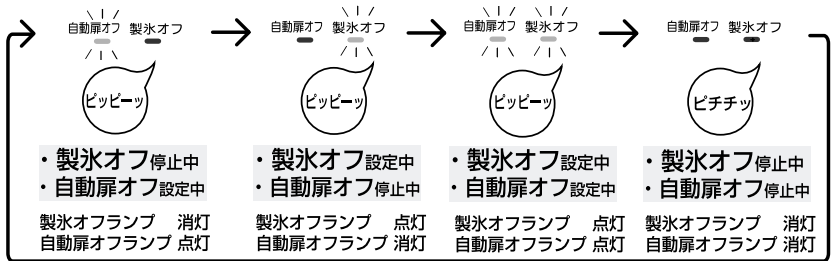 自動扉オフ 製氷オフ
ピッピーッ
・製氷オフ停止中
・自動扉オフ設定中
製氷オフランプ 消灯
自動扉オフランプ 点灯
自動扉オフ 製氷オフ
ピッピーッ
・製氷オフ設定中
・自動扉オフ停止中
製氷オフランプ 点灯
自動扉オフランプ 消灯
自動扉オフ 製氷オフ
ピッピーッ
・製氷オフ設定中
・自動扉オフ設定中
製氷オフランプ 点灯
自動扉オフランプ 点灯
自動扉オフ 製氷オフ
ピチチッ
・製氷オフ停止中
・自動扉オフ停止中
製氷オフランプ 消灯
自動扉オフランプ 消灯